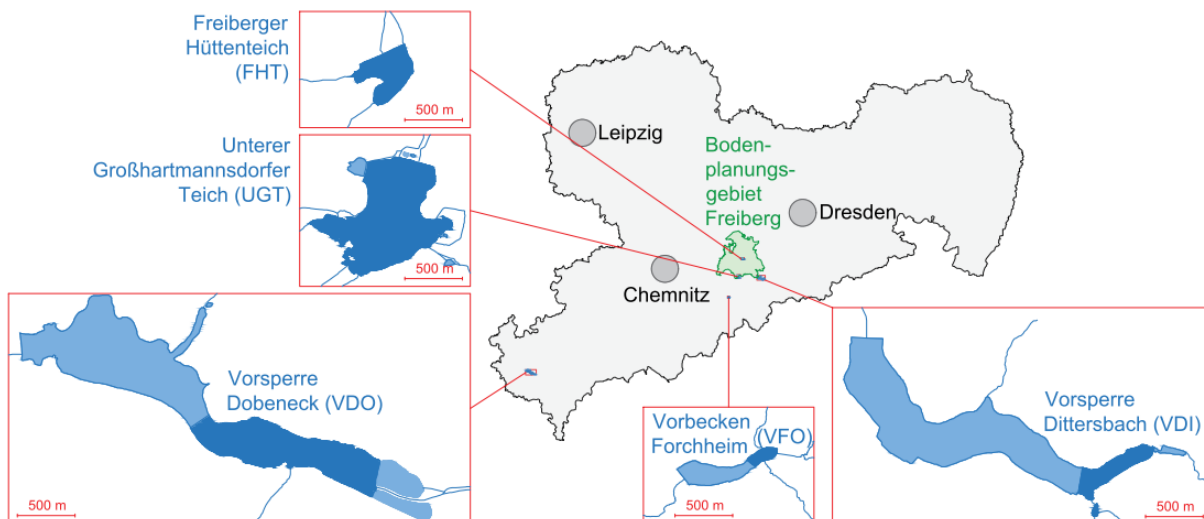 Freiberger
Hüttenteich
(FHT)
500 m
Unterer
Großhartmannsdorfer
Teich (UGT)
500 m
Leipzig
Boden-
planungs-
gebiet
Freiberg
Dresden
Chemnitz
Vorsperre
Dobeneck (VDO)
500 m
Vorbecken
Forchheim (VFO)
500 m
Vorsperre
Dittersbach (VDI)
500 m